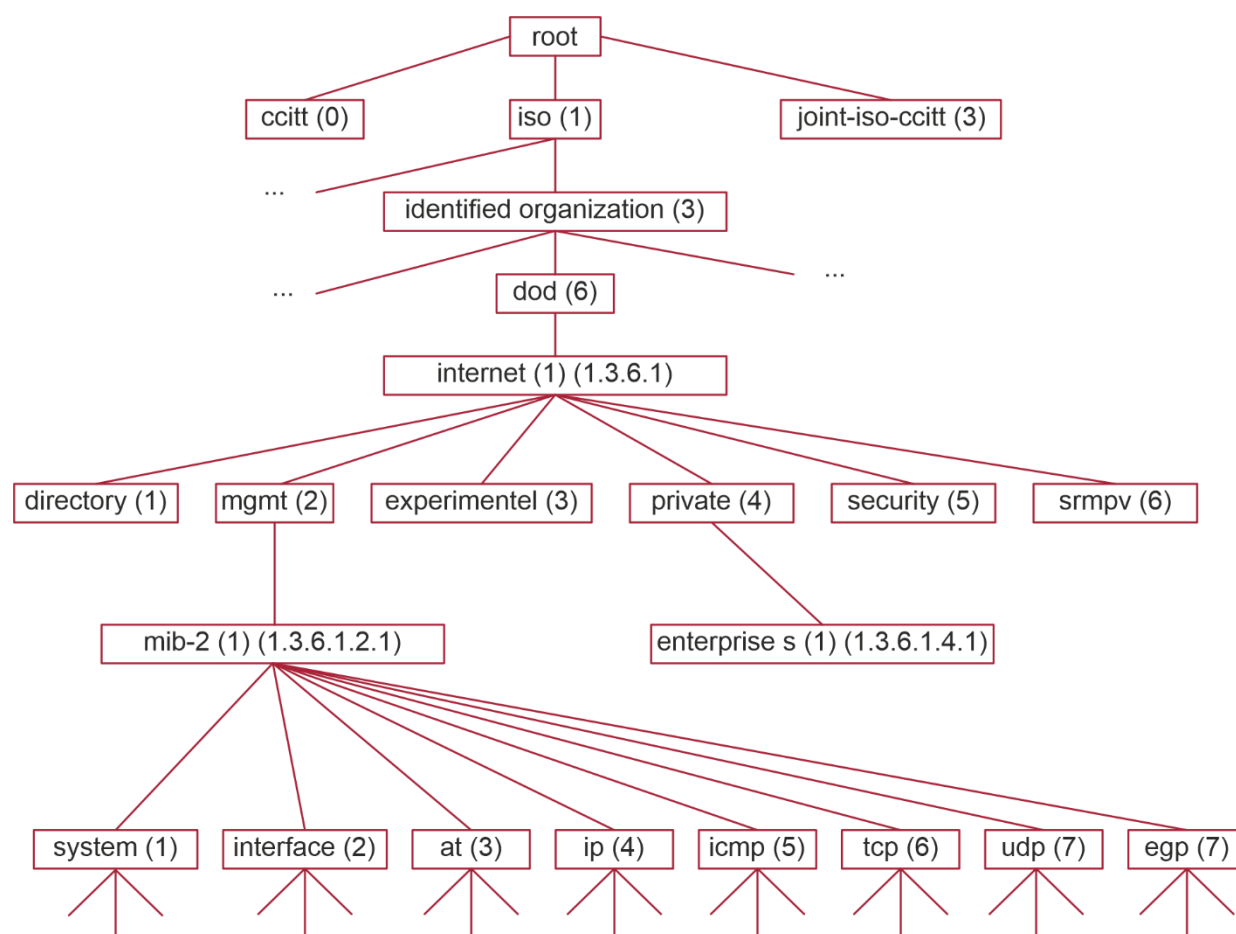 root
ccitt (0)
iso (1)
joint-iso-ccitt (3)
...
identified organization (3)
...
...
dod (6)
internet (1) (1.3.6.1)
directory (1)
mgmt (2)
experimentel (3)
private (4)
security (5)
srmpv (6)
mib-2 (1) (1.3.6.1.2.1)
enterprise s (1) (1.3.6.1.4.1)
system (1)
interface (2)
at (3)
ip (4)
icmp (5)
tcp (6)
udp (7)
egp (7)